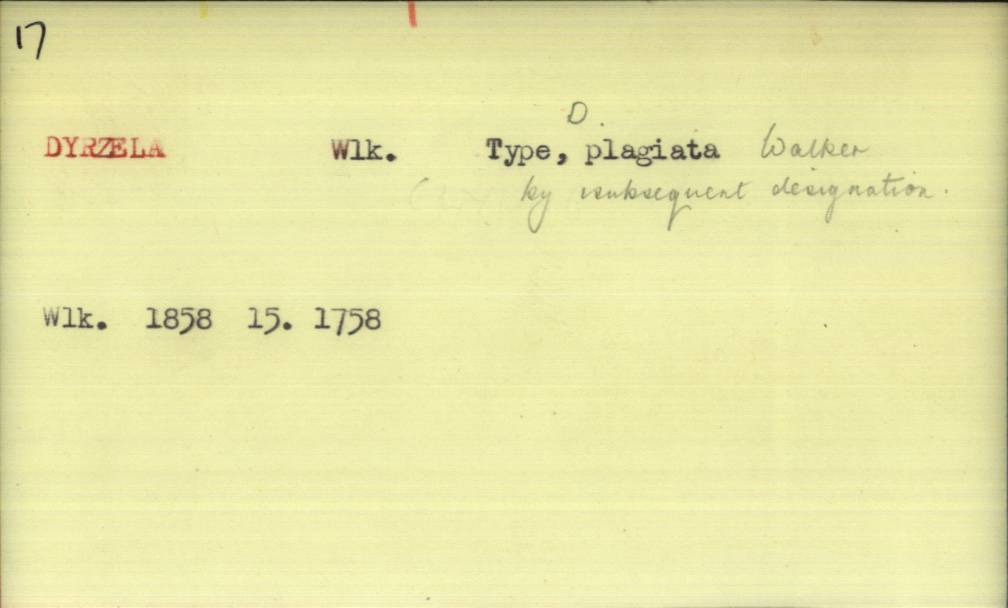 17
D.
DYRZELA Wlk. Type, plagiata Walker
by subsequent designation.
Wlk. 1858 15. 1758